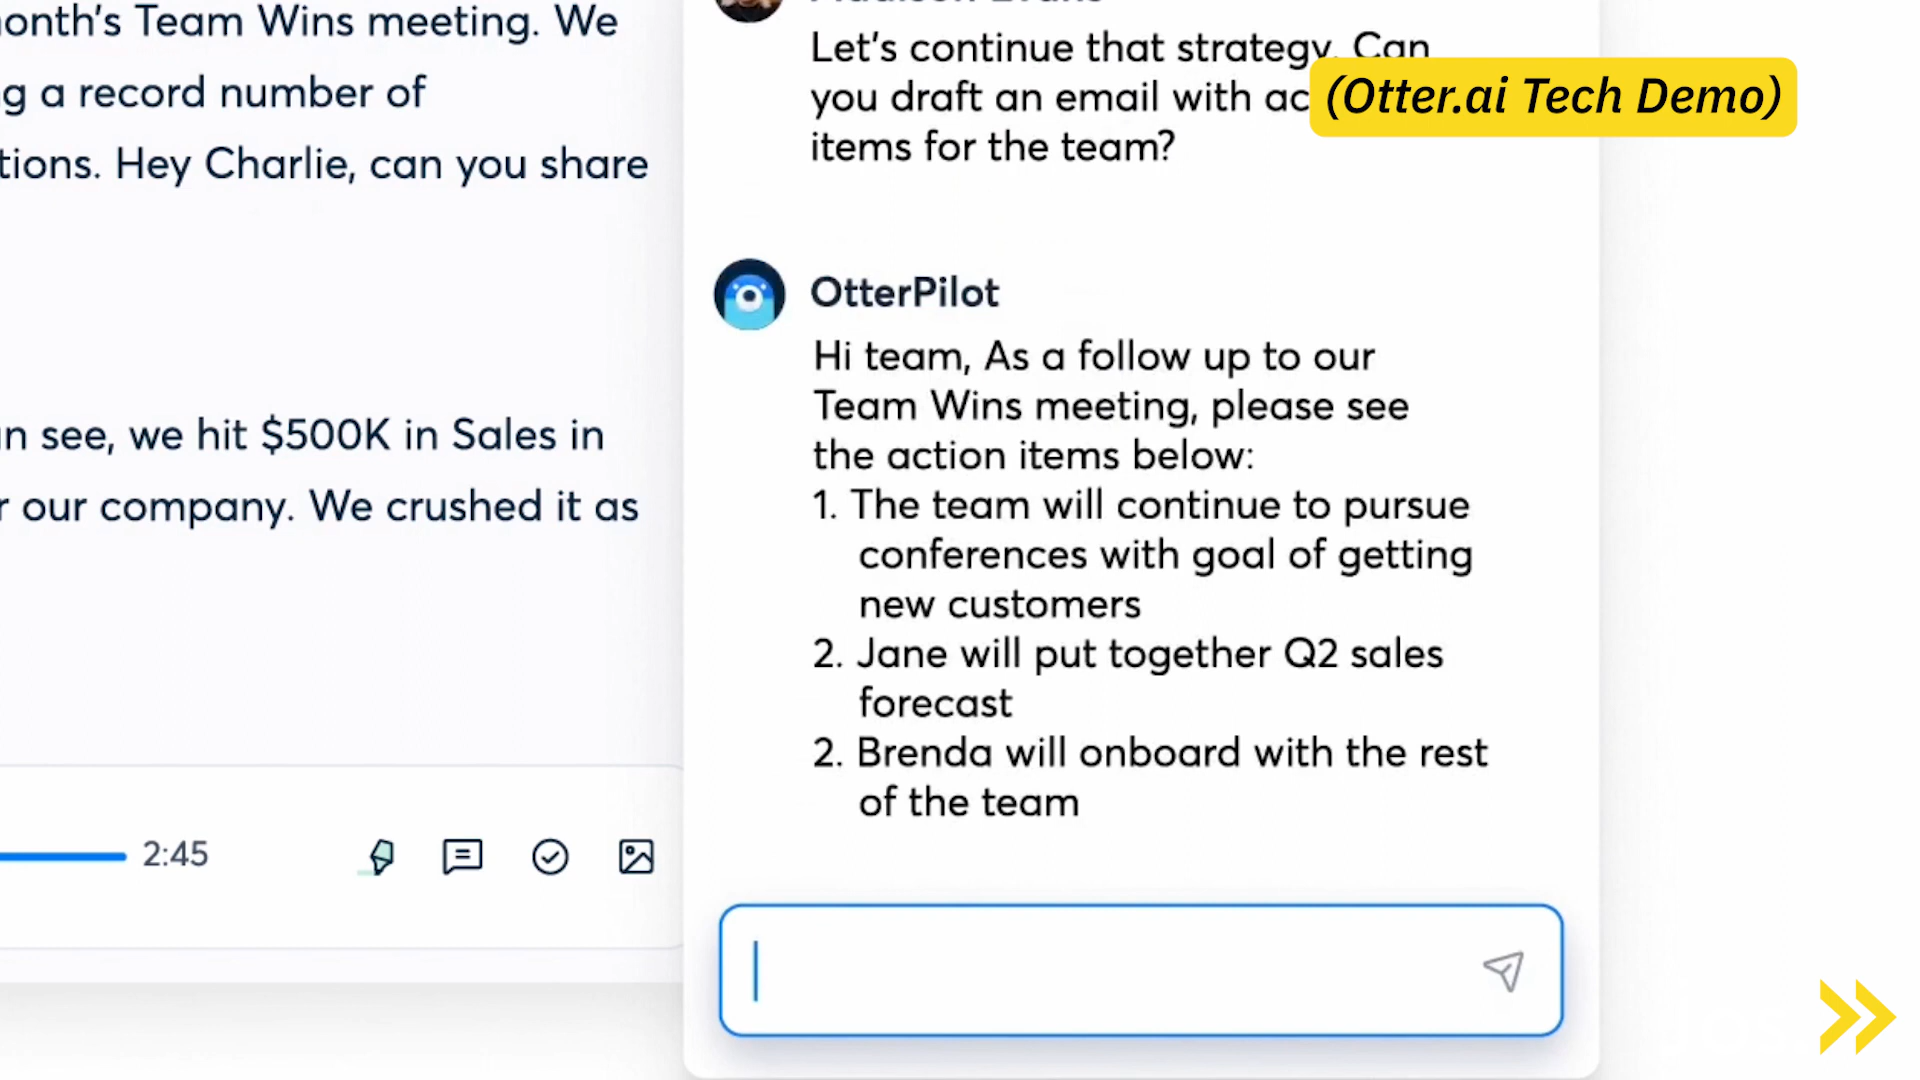 month's Team Wins meeting. We
g a record number of
tions. Hey Charlie, can you share
n see, we hit $500K in Sales in
r our company. We crushed it as
2:45
Let's continue that strategy. Can
you draft an email with ac
items for the team?
(Otter.ai Tech Demo)
OtterPilot
Hi team, As a follow up to our
Team Wins meeting, please see
the action items below:
1. The team will continue to pursue
conferences with goal of getting
new customers
2. Jane will put together Q2 sales
forecast
2. Brenda will onboard with the rest
of the team